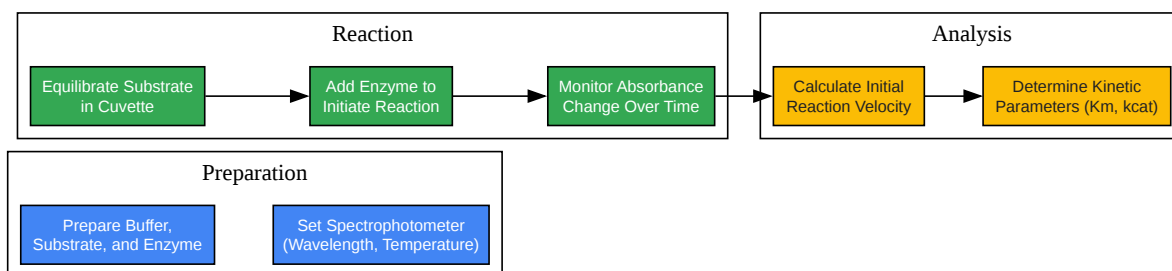 Reaction
Equilibrate Substrate
in Cuvette
Add Enzyme to
Initiate Reaction
Monitor Absorbance
Change Over Time
Analysis
Calculate Initial
Reaction Velocity
Determine Kinetic
Parameters (Km, kcat)
Preparation
Prepare Buffer,
Substrate, and Enzyme
Set Spectrophotometer
(Wavelength, Temperature)